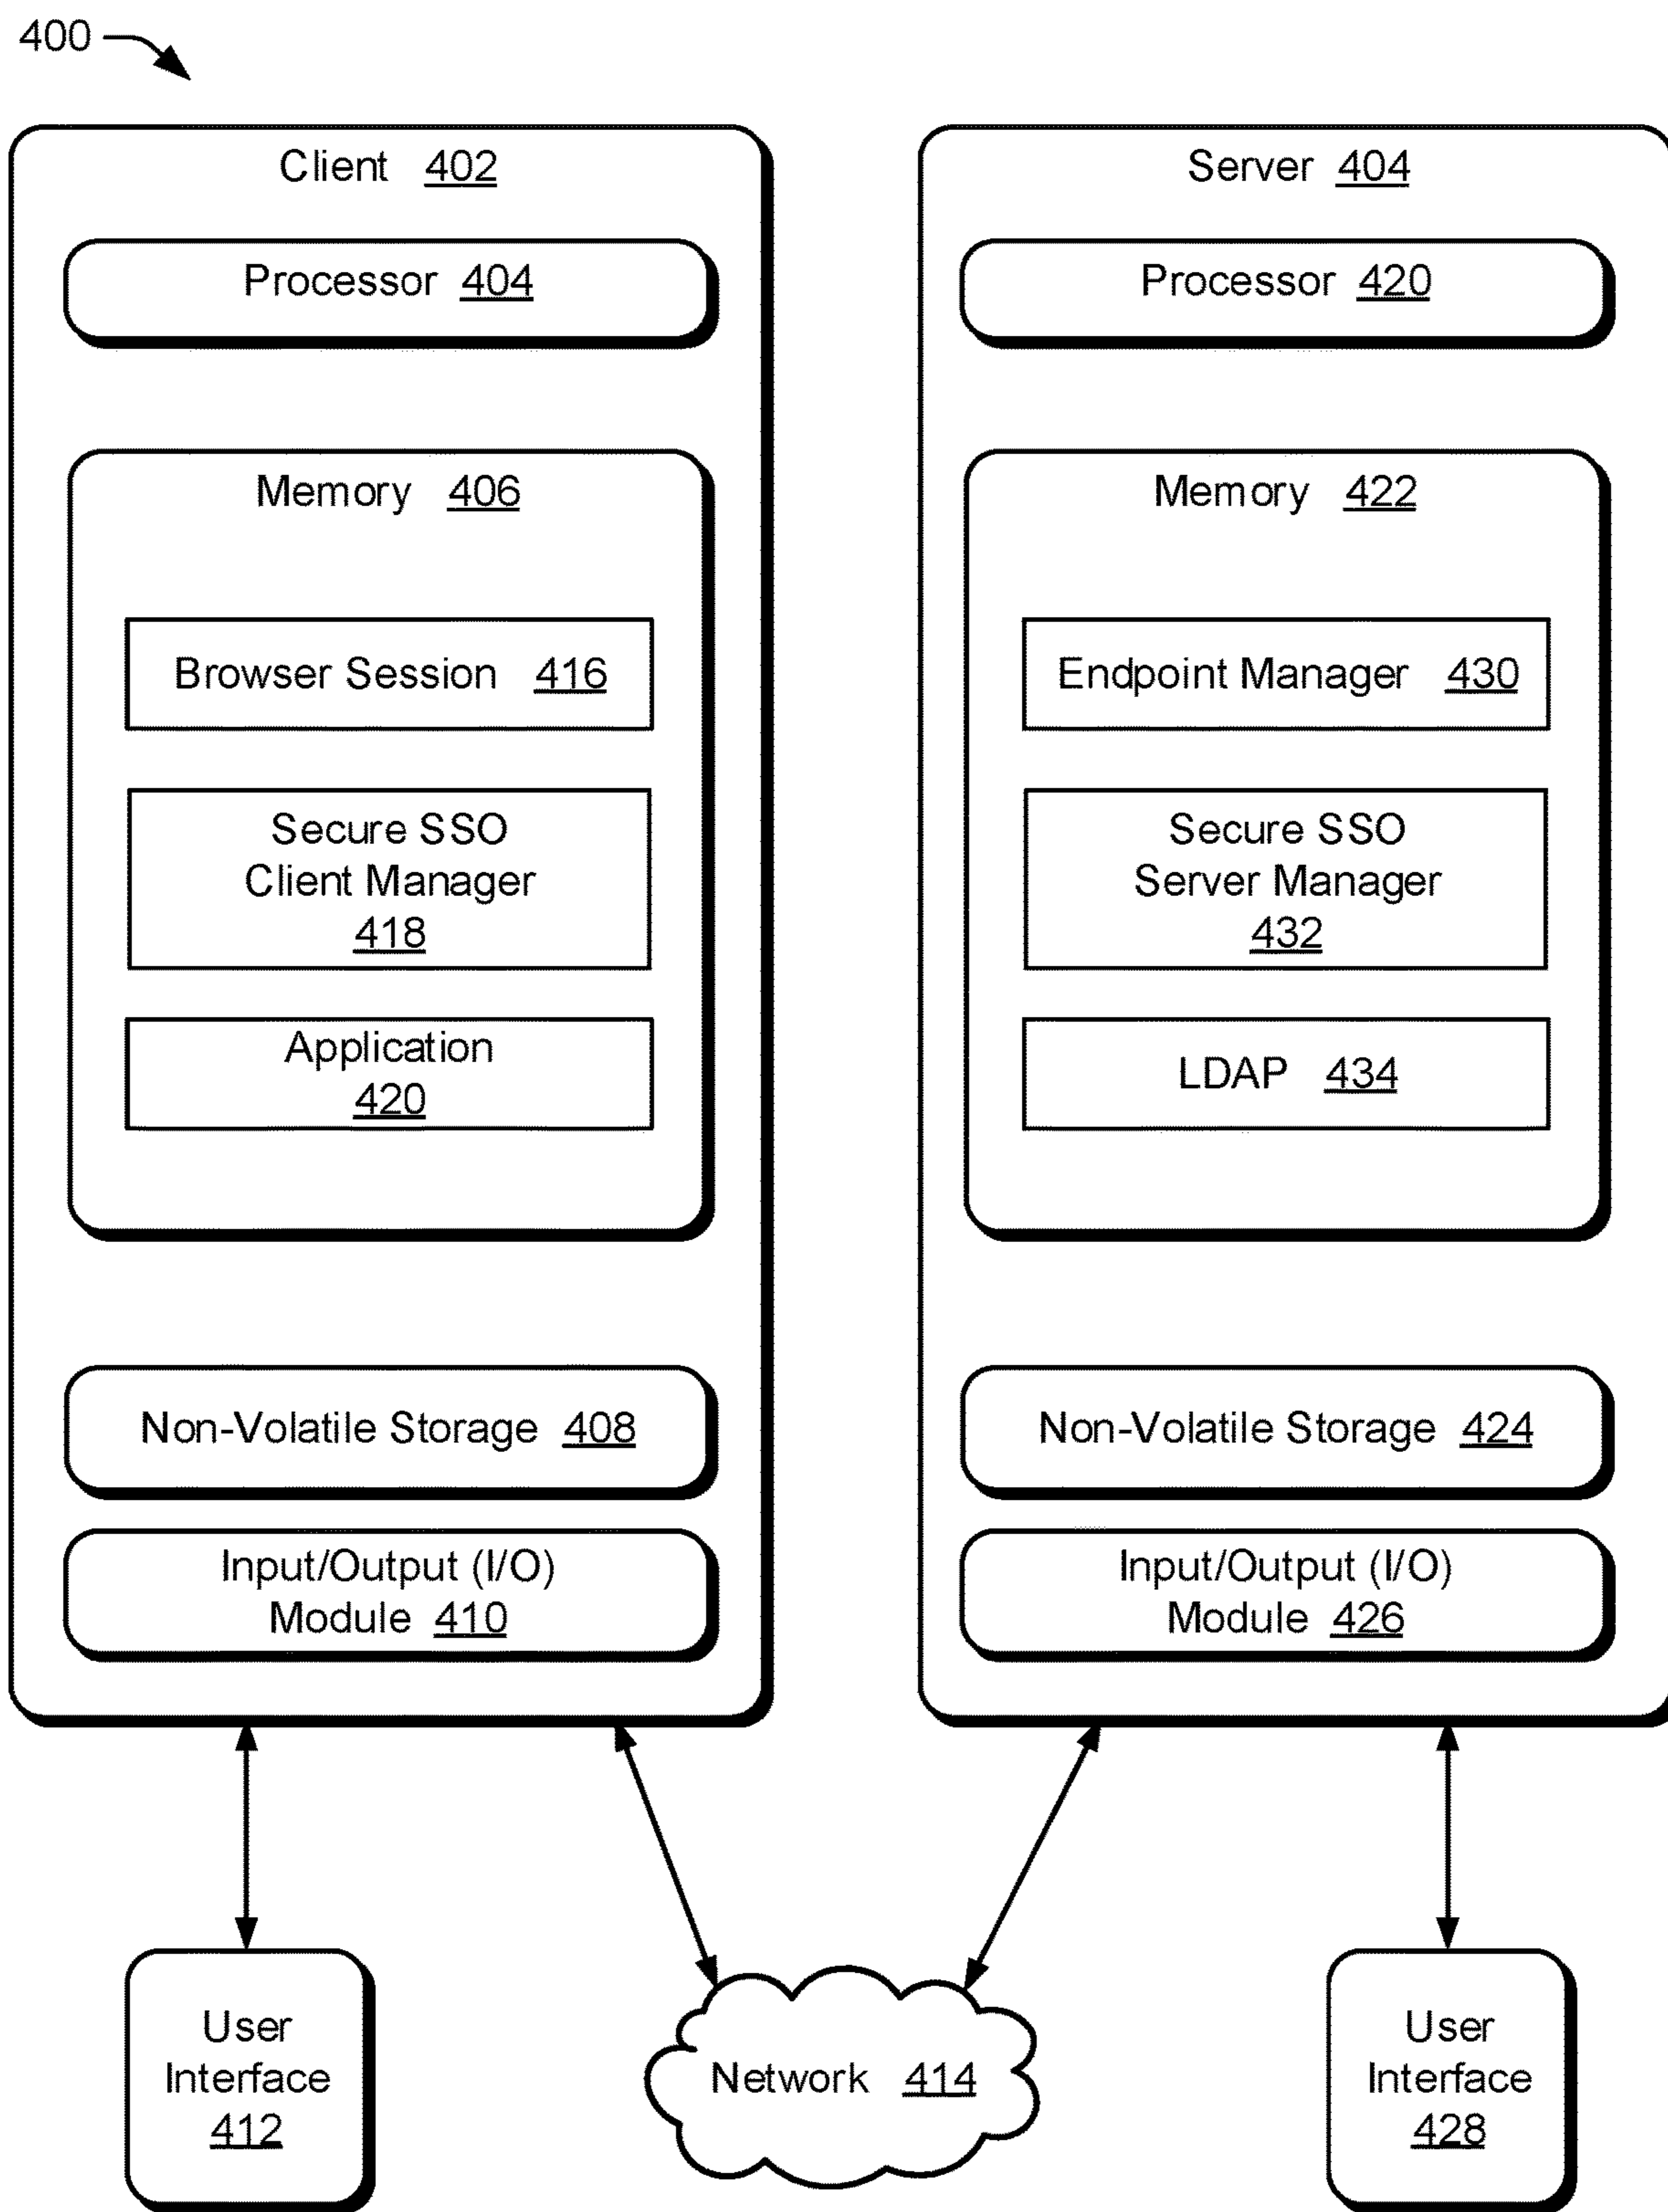 400
Client 402
Processor 404
Memory 406
Browser Session 416
Secure SSO
Client Manager
418
Application
420
Non-Volatile Storage 408
Input/Output (I/O)
Module 410
Server 404
Processor 420
Memory 422
Endpoint Manager 430
Secure SSO
Server Manager
432
LDAP 434
Non-Volatile Storage 424
Input/Output (I/O)
Module 426
User
Interface
412
Network 414
User
Interface
428